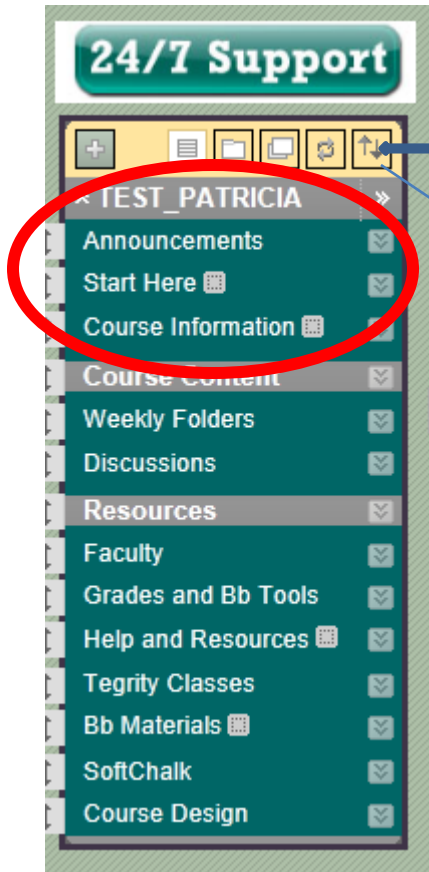 24/7 Support
TEST_PATRICIA
Announcements
Start Here
Course Information
Course Content
Weekly Folders
Discussions
Resources
Faculty
Grades and Bb Tools
Help and Resources
Tegrity Classes
Bb Materials
SoftChalk
Course Design